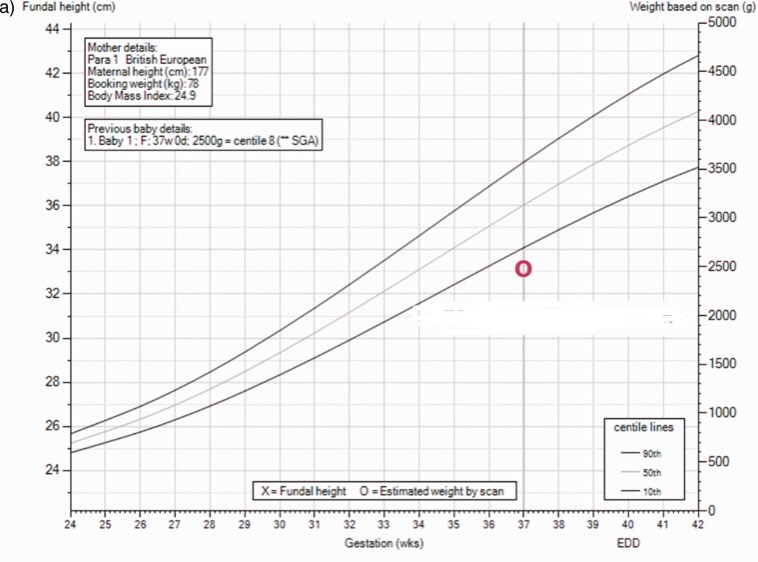 a) Fundal height (cm)
Weight based on scan (g)
44
42
40
38
36
34
32
30
28
26
24
5000
4500
4000
3500
3000
2500
2000
1500
1000
500
0
Mother details:
Para 1 British European
Maternal height (cm): 177
Booking weight (kg): 78
Body Mass Index: 24.9
Previous baby details:
1. Baby 1 ; F; 37w 0d; 2500g = centile 8 (** SGA)
O
centile lines
90th
50th
10th
X = Fundal height O = Estimated weight by scan
24 25 26 27 28 29 30 31 32 33 34 35 36 37 38 39 40 41 42
Gestation (wks)
EDD